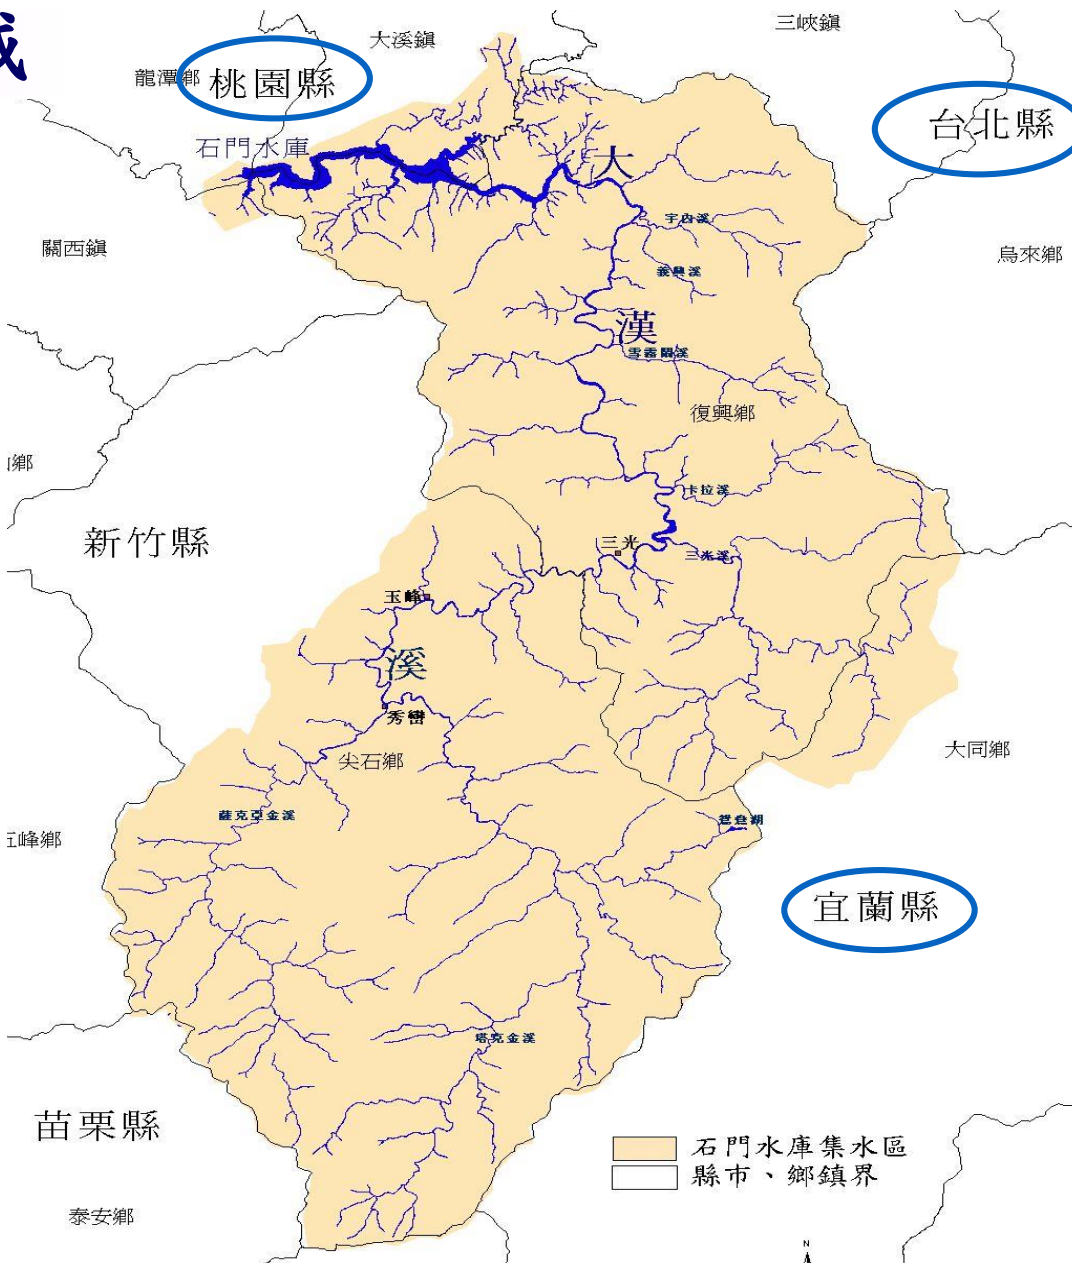 域
大溪鎮
三峽鎮
龍潭鄉
桃園縣
台北縣
石門水庫
大
宇內溪
關西鎮
烏來鄉
義興溪
漢
雪霧鬧溪
復興鄉
鄉
卡拉溪
新竹縣
三光
三光溪
玉峰
溪
秀巒
尖石鄉
大同鄉
薩克亞金溪
鴛鴦湖
五峰鄉
宜蘭縣
塔克金溪
苗栗縣
石門水庫集水區
縣市、鄉鎮界
泰安鄉
N